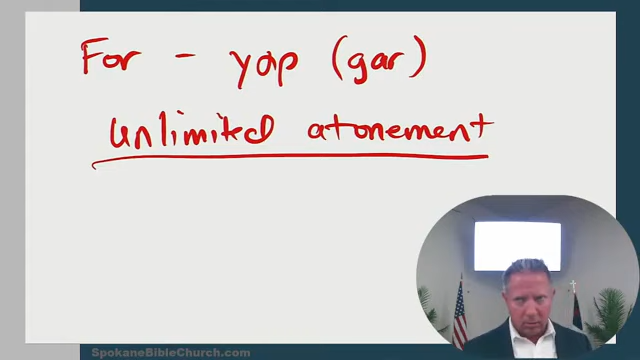 For - γαρ (gar)
unlimited atonement
SpokaneBibleChurch.com